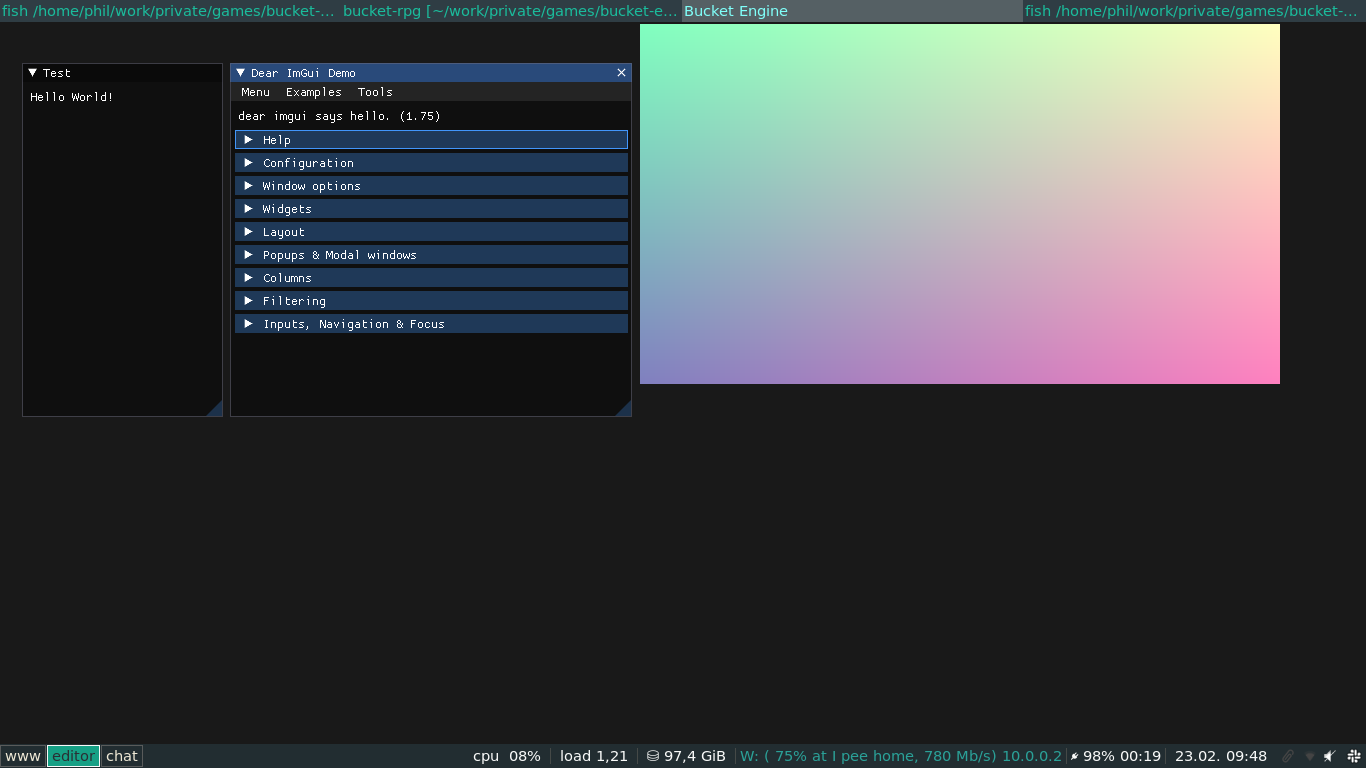 fish /home/phil/work/private/games/bucket-... bucket-rpg [~/work/private/games/bucket-e... Bucket Engine fish /home/phil/work/private/games/bucket-...
Test
Hello World!
Dear ImGui Demo
Menu Examples Tools
dear imgui says hello. (1.75)
Help
Configuration
Window options
Widgets
Layout
Popups & Modal windows
Columns
Filtering
Inputs, Navigation & Focus
www editor chat cpu 08% load 1,21 97,4 GiB W: ( 75% at I pee home, 780 Mb/s) 10.0.0.2 98% 00:19 23.02. 09:48